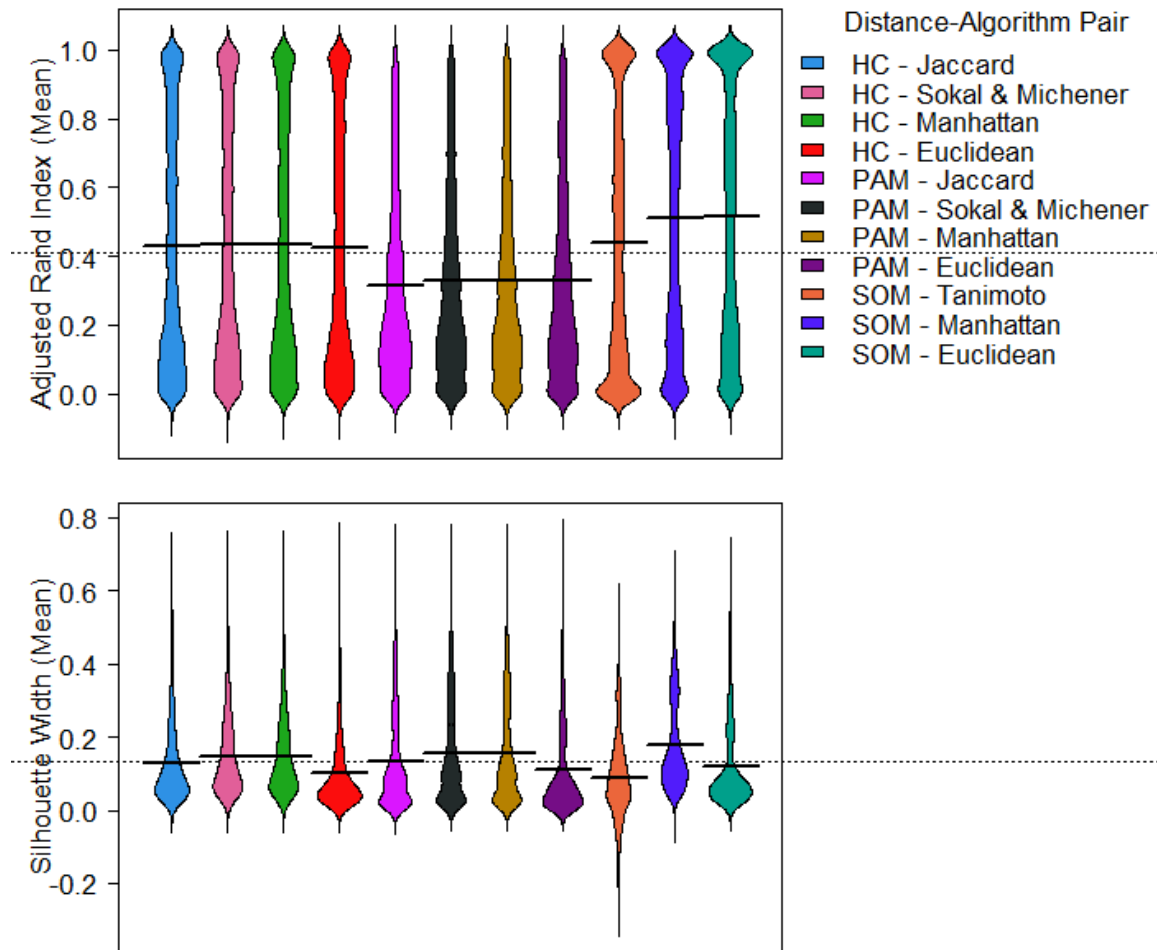 Distance-Algorithm Pair
HC - Jaccard
HC - Sokal & Michener
HC - Manhattan
HC - Euclidean
PAM - Jaccard
PAM - Sokal & Michener
PAM - Manhattan
PAM - Euclidean
SOM - Tanimoto
SOM - Manhattan
SOM - Euclidean
Adjusted Rand Index (Mean)
1.0
0.8
0.6
0.4
0.2
0.0
Silhouette Width (Mean)
0.8
0.6
0.4
0.2
0.0
-0.2